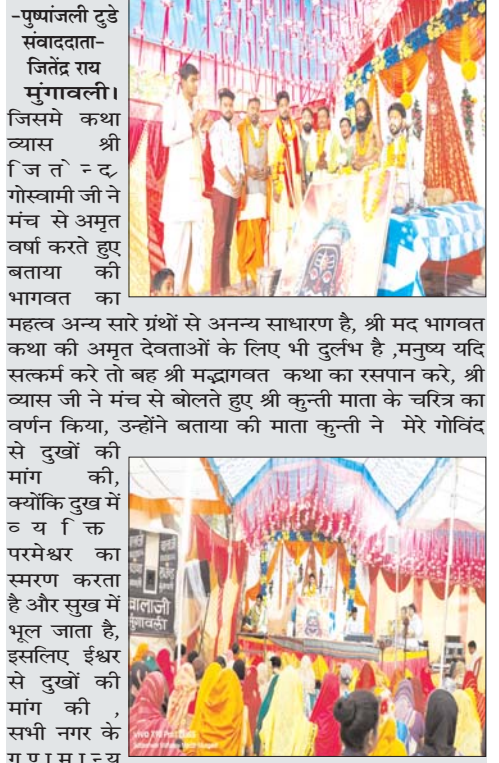 -पुष्पांजली टुडे
संवाददाता-
जितेंद्र राय
मुंगावली।
जिसमे कथा
व्यास श्री
जितेन्द्र
गोस्वामी जी ने
मंच से अमृत
वर्षा करते हुए
बताया की
भागवत का
महत्व अन्य सारे ग्रंथों से अनन्य साधारण है, श्री मद भागवत
कथा की अमृत देवताओं के लिए भी दुर्लभ है ,मनुष्य यदि
सत्कर्म करे तो बह श्री मद्भागवत कथा का रसपान करे, श्री
व्यास जी ने मंच से बोलते हुए श्री कुन्ती माता के चरित्र का
वर्णन किया, उन्होंने बताया की माता कुन्ती ने मेरे गोविंद
से दुखों की
मांग की,
क्योंकि दुख में
व्यक्ति
परमेश्वर का
स्मरण करता
है और सुख में
भूल जाता है,
इसलिए ईश्वर
से दुखों की
मांग की ,
सभी नगर के
गणमान्य
बालाजी
मुंगावली